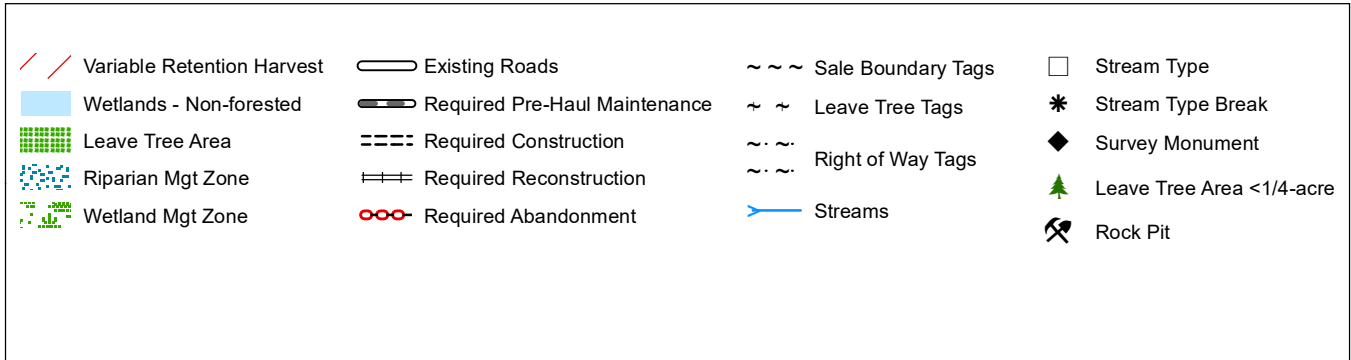 Variable Retention Harvest
Wetlands - Non-forested
Leave Tree Area
Riparian Mgt Zone
Wetland Mgt Zone
Existing Roads
Required Pre-Haul Maintenance
Required Construction
Required Reconstruction
Required Abandonment
Sale Boundary Tags
Leave Tree Tags
Right of Way Tags
Streams
Stream Type
Stream Type Break
Survey Monument
Leave Tree Area <1/4-acre
Rock Pit